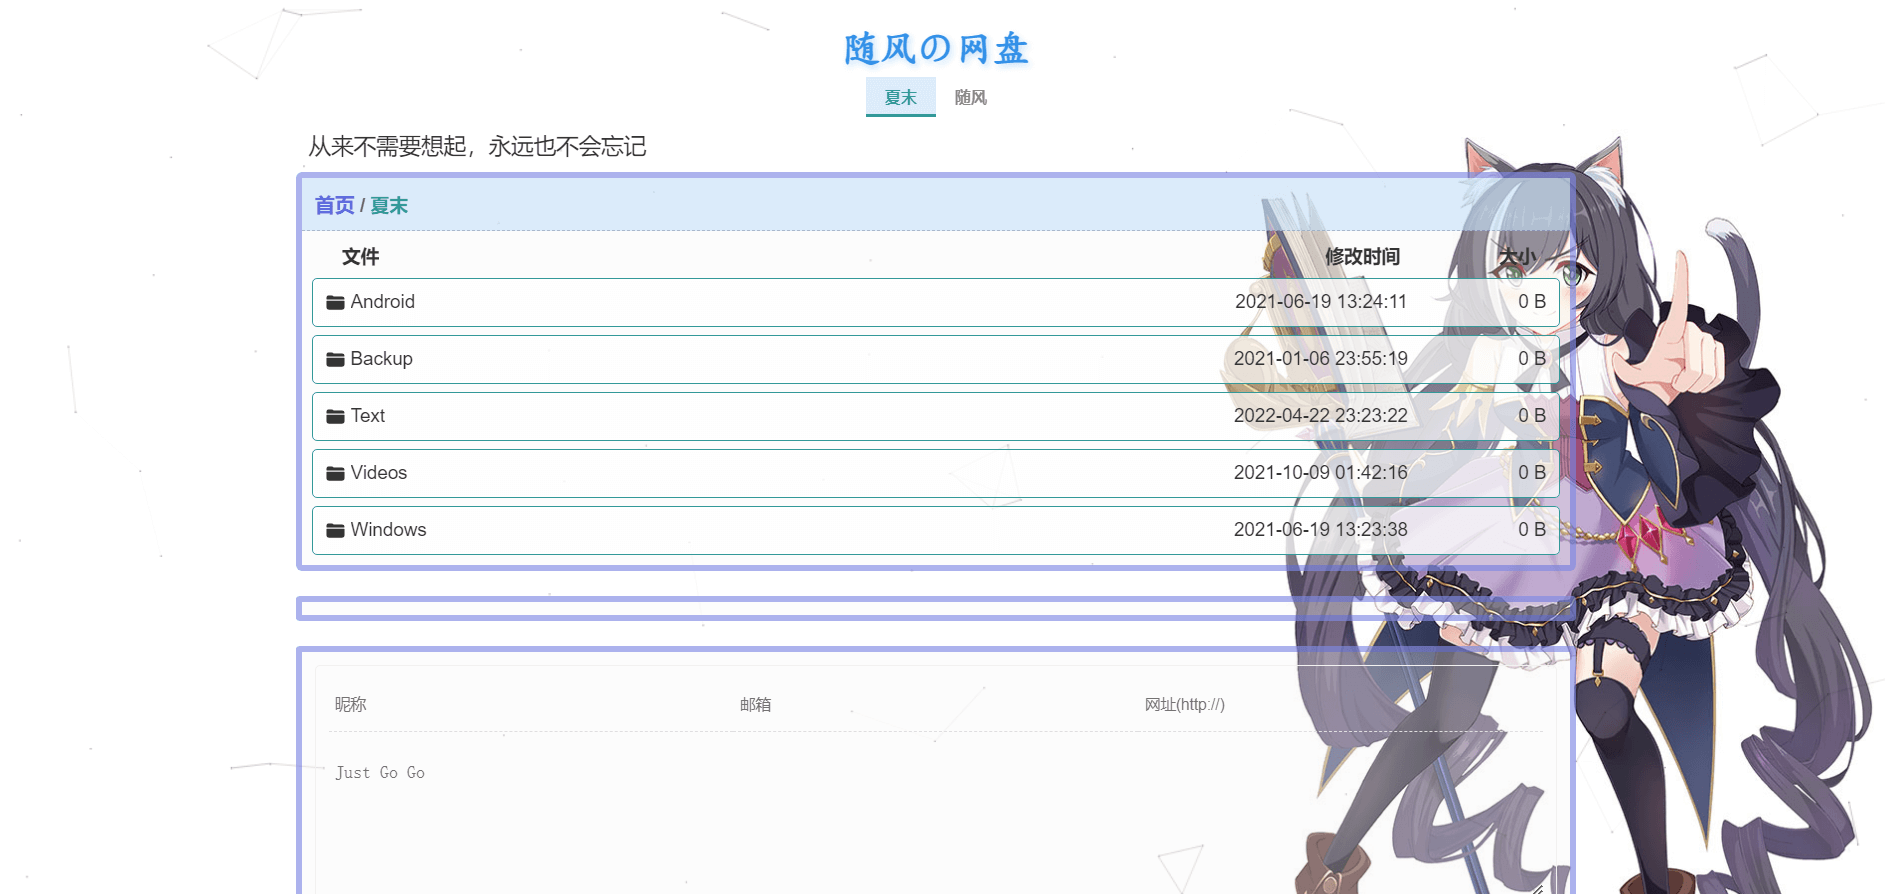 随风の网盘
夏末 随风
从来不需要想起，永远也不会忘记
首页 / 夏末
文件 修改时间 大小
Android 2021-06-19 13:24:11 0 B
Backup 2021-01-06 23:55:19 0 B
Text 2022-04-22 23:23:22 0 B
Videos 2021-10-09 01:42:16 0 B
Windows 2021-06-19 13:23:38 0 B
昵称 邮箱 网址(http://)
Just Go Go